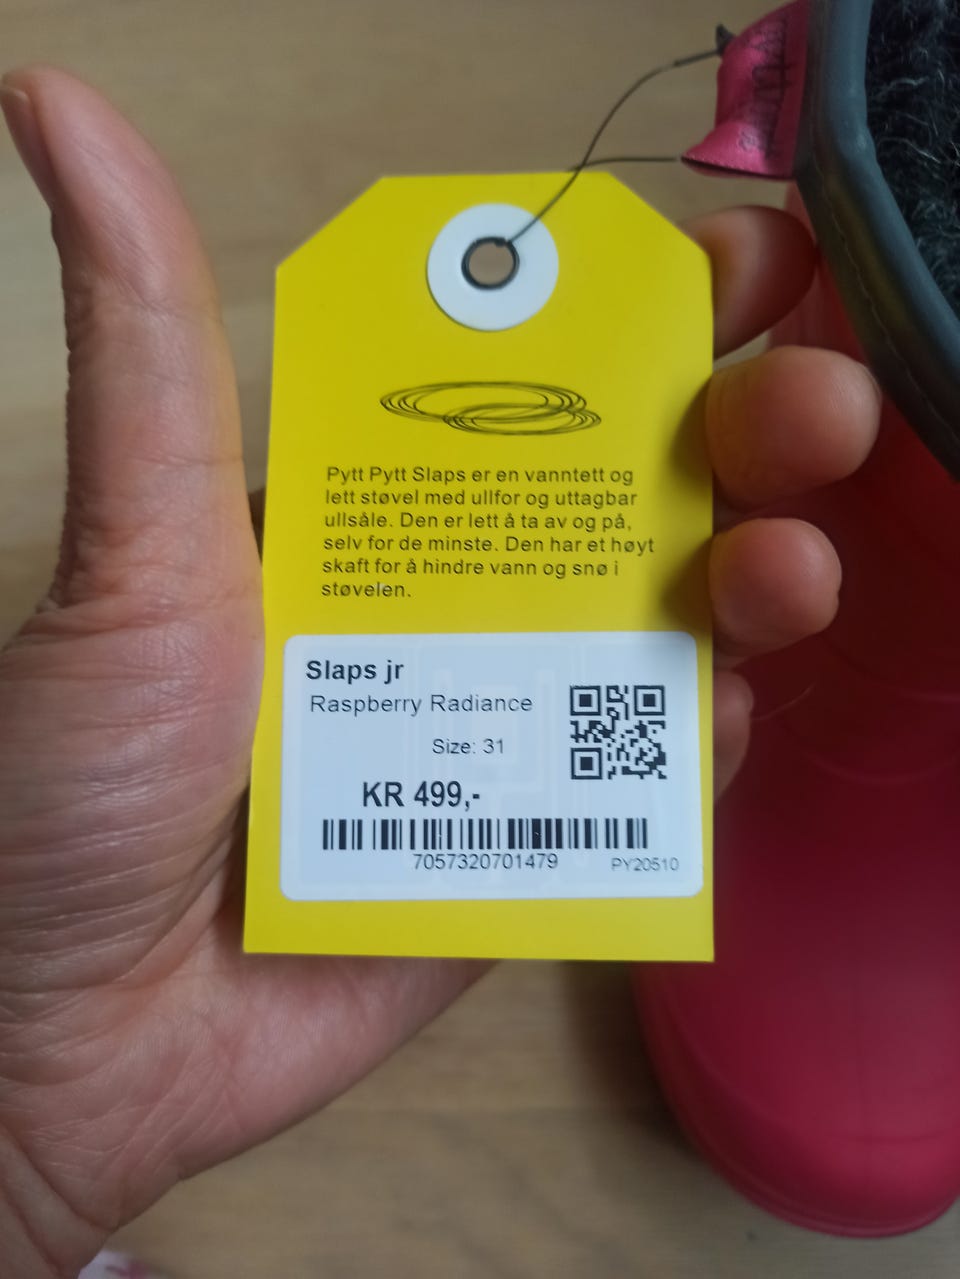 Pytt Pytt Slaps er en vanntett og
lett støvel med ullfor og uttagbar
ullsåle. Den er lett å ta av og på,
selv for de minste. Den har et høyt
skaft for å hindre vann og snø i
støvelen.
Slaps jr
Raspberry Radiance
Size: 31
KR 499,-
7057320701479
PY20510